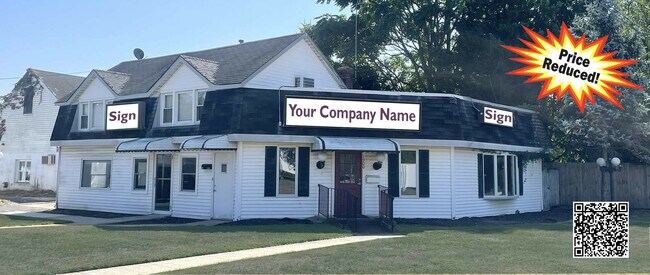 Price
Reduced!
Sign
Your Company Name
Sign